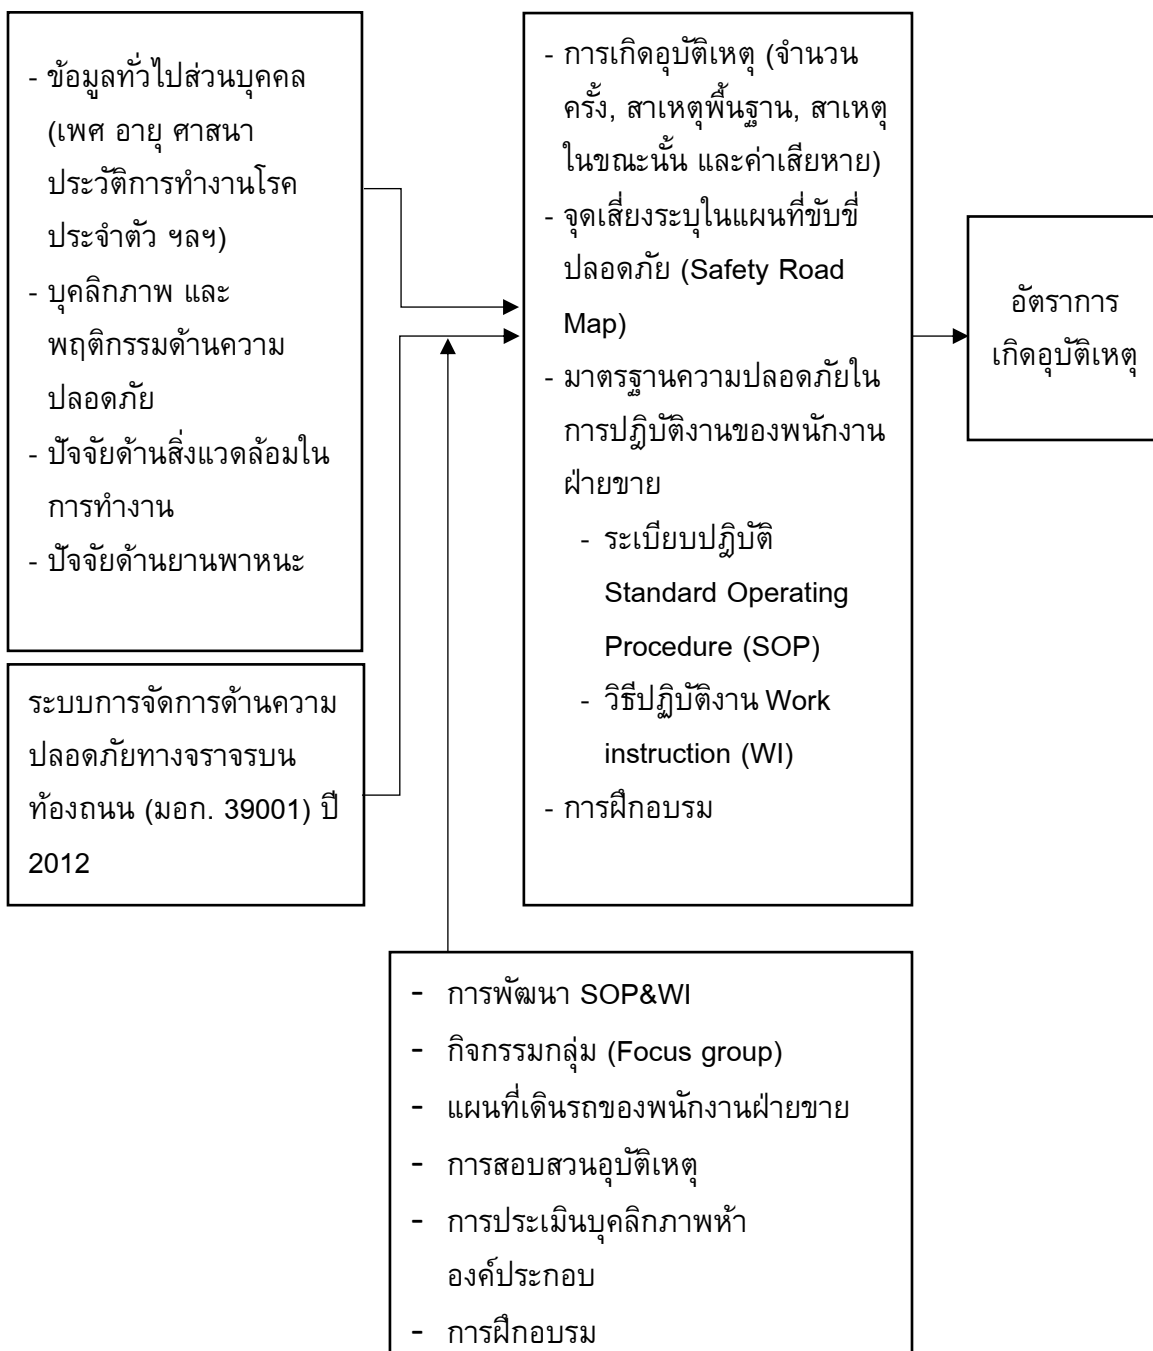 - ข้อมูลทั่วไปส่วนบุคคล
(เพศ อายุ ศาสนา
ประวัติการทำงานโรค
ประจำตัว ฯลฯ)
- บุคลิกภาพ และ
พฤติกรรมด้านความ
ปลอดภัย
- ปัจจัยด้านสิ่งแวดล้อมใน
การทำงาน
- ปัจจัยด้านยานพาหนะ
ระบบการจัดการด้านความ
ปลอดภัยทางจราจรบน
ท้องถนน (มอก. 39001) ปี
2012
- การเกิดอุบัติเหตุ (จำนวน
ครั้ง, สาเหตุพื้นฐาน, สาเหตุ
ในขณะนั้น และค่าเสียหาย)
- จุดเสี่ยงระบุในแผนที่ขับขี่
ปลอดภัย (Safety Road
Map)
- มาตรฐานความปลอดภัยใน
การปฎิบัติงานของพนักงาน
ฝ่ายขาย
- ระเบียบปฎิบัติ
Standard Operating
Procedure (SOP)
- วิธีปฏิบัติงาน Work
instruction (WI)
- การฝึกอบรม
อัตราการ
เกิดอุบัติเหตุ
- การพัฒนา SOP&WI
- กิจกรรมกลุ่ม (Focus group)
- แผนที่เดินรถของพนักงานฝ่ายขาย
- การสอบสวนอุบัติเหตุ
- การประเมินบุคลิกภาพห้า
องค์ประกอบ
- การฝึกอบรม